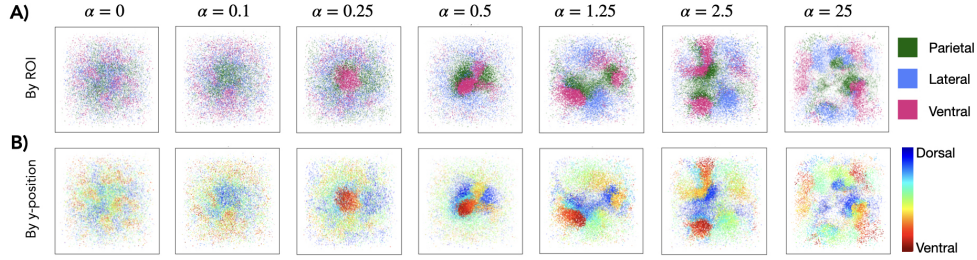 A) α = 0 α = 0.1 α = 0.25 α = 0.5 α = 1.25 α = 2.5 α = 25
By ROI
Parietal
Lateral
Ventral
B)
By y-position
Dorsal
Ventral